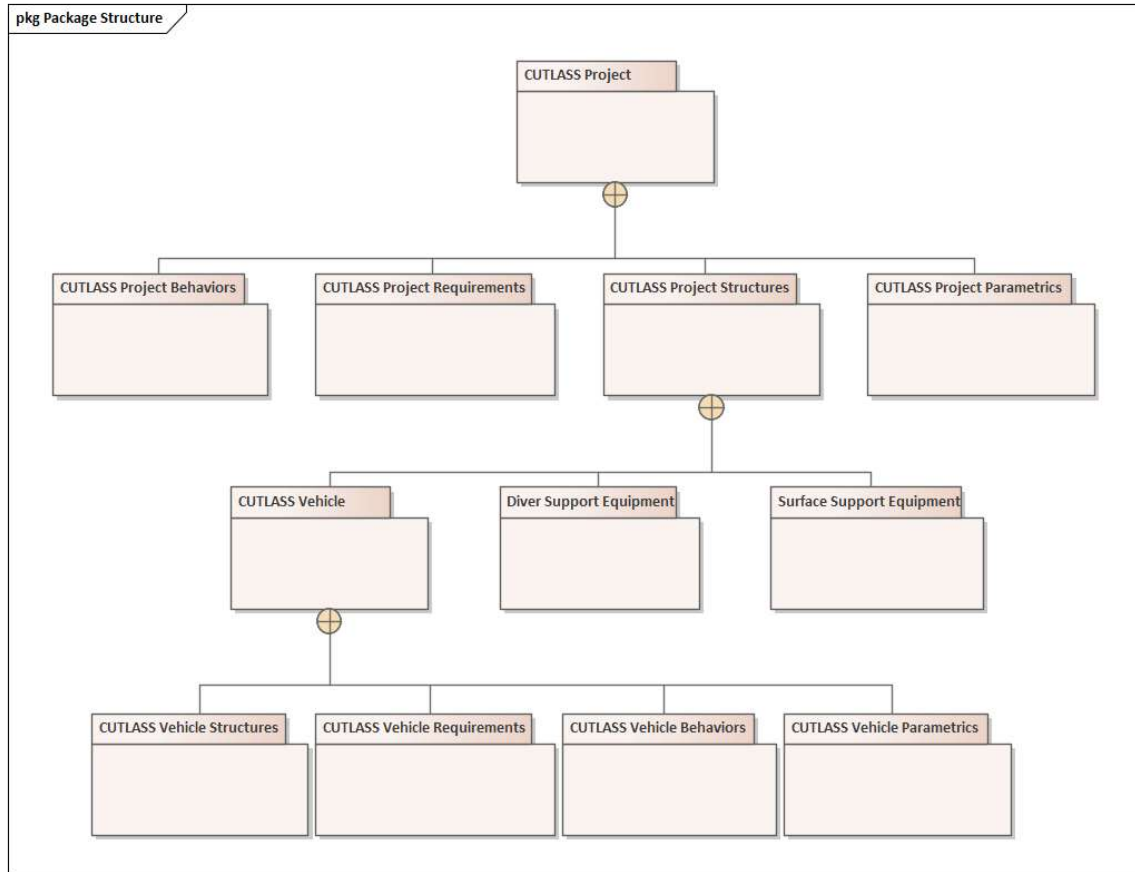 pkg Package Structure
CUTLASS Project
CUTLASS Project Behaviors
CUTLASS Project Requirements
CUTLASS Project Structures
CUTLASS Project Parametrics
CUTLASS Vehicle
Diver Support Equipment
Surface Support Equipment
CUTLASS Vehicle Structures
CUTLASS Vehicle Requirements
CUTLASS Vehicle Behaviors
CUTLASS Vehicle Parametrics